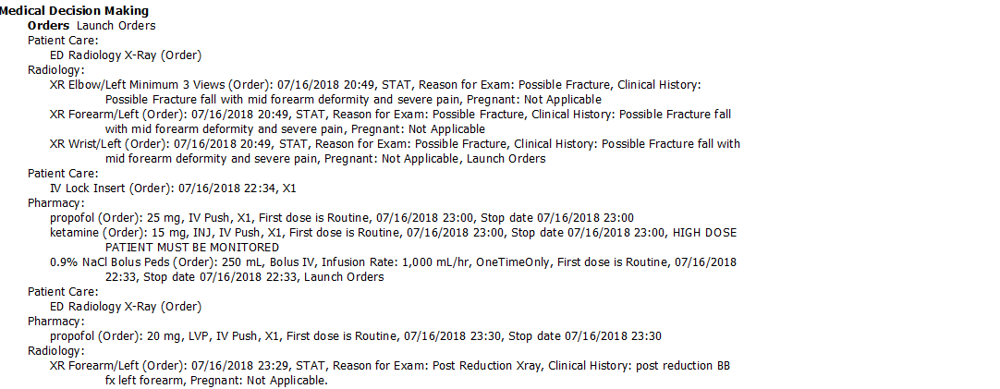 Medical Decision Making
Orders Launch Orders
Patient Care:
ED Radiology X-Ray (Order)
Radiology:
XR Elbow/Left Minimum 3 Views (Order): 07/16/2018 20:49, STAT, Reason for Exam: Possible Fracture, Clinical History:
Possible Fracture fall with mid forearm deformity and severe pain, Pregnant: Not Applicable
XR Forearm/Left (Order): 07/16/2018 20:49, STAT, Reason for Exam: Possible Fracture, Clinical History: Possible Fracture fall
with mid forearm deformity and severe pain, Pregnant: Not Applicable
XR Wrist/Left (Order): 07/16/2018 20:49, STAT, Reason for Exam: Possible Fracture, Clinical History: Possible Fracture fall with
mid forearm deformity and severe pain, Pregnant: Not Applicable, Launch Orders
Patient Care:
IV Lock Insert (Order): 07/16/2018 22:34, X1
Pharmacy:
propofol (Order): 25 mg, IV Push, X1, First dose is Routine, 07/16/2018 23:00, Stop date 07/16/2018 23:00
ketamine (Order): 15 mg, INJ, IV Push, X1, First dose is Routine, 07/16/2018 23:00, Stop date 07/16/2018 23:00, HIGH DOSE
PATIENT MUST BE MONITORED
0.9% NaCl Bolus Peds (Order): 250 mL, Bolus IV, Infusion Rate: 1,000 mL/hr, OneTimeOnly, First dose is Routine, 07/16/2018
22:33, Stop date 07/16/2018 22:33, Launch Orders
Patient Care:
ED Radiology X-Ray (Order)
Pharmacy:
propofol (Order): 20 mg, LVP, IV Push, X1, First dose is Routine, 07/16/2018 23:30, Stop date 07/16/2018 23:30
Radiology:
XR Forearm/Left (Order): 07/16/2018 23:29, STAT, Reason for Exam: Post Reduction Xray, Clinical History: post reduction BB
fx left forearm, Pregnant: Not Applicable.